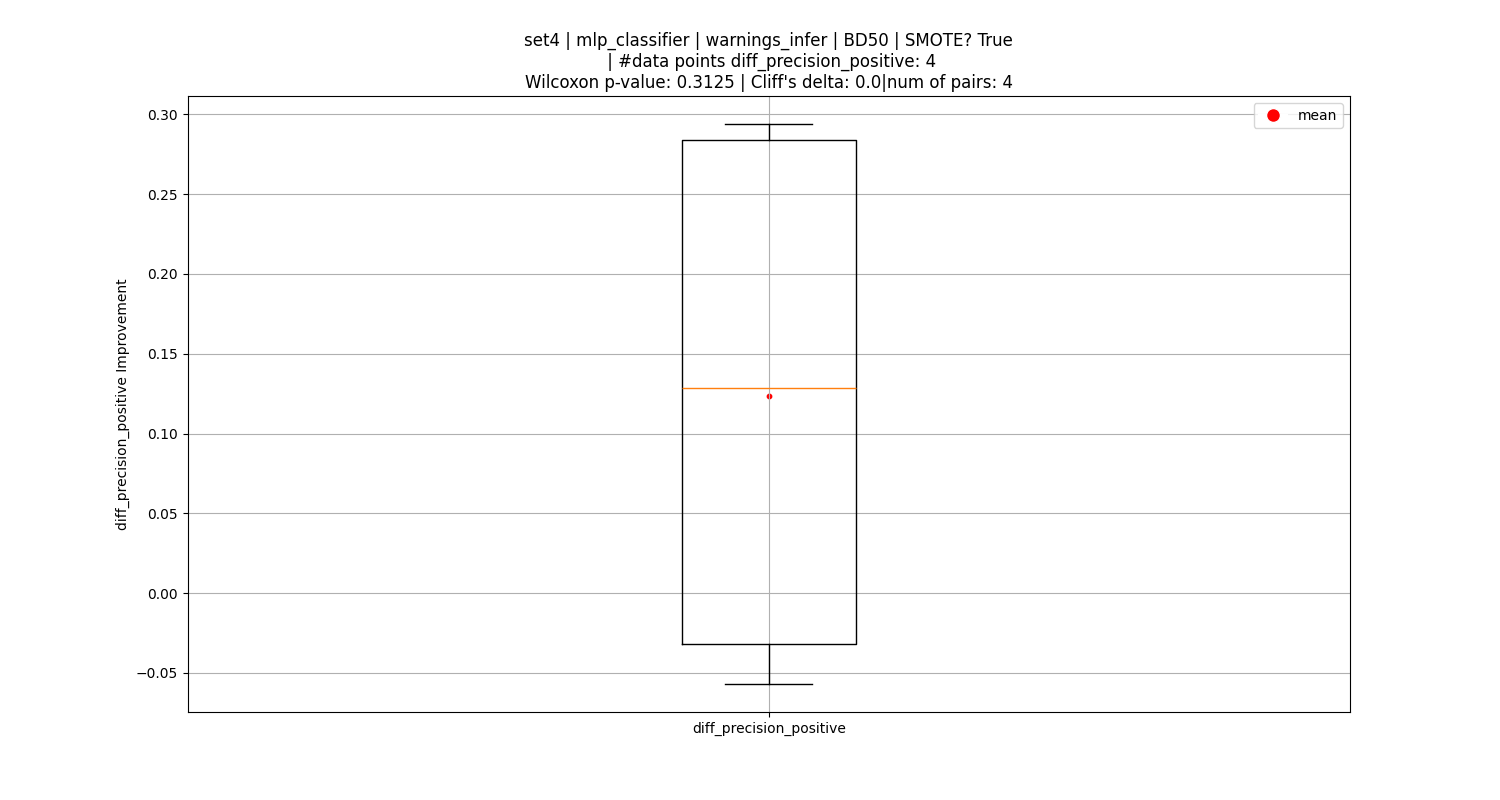 set4 | mlp_classifier | warnings_infer | BD50 | SMOTE? True
| #data points diff_precision_positive: 4
Wilcoxon p-value: 0.3125 | Cliff's delta: 0.0|num of pairs: 4
mean
0.30
0.25
0.20
0.15
0.10
0.05
0.00
−0.05
diff_precision_positive Improvement
diff_precision_positive